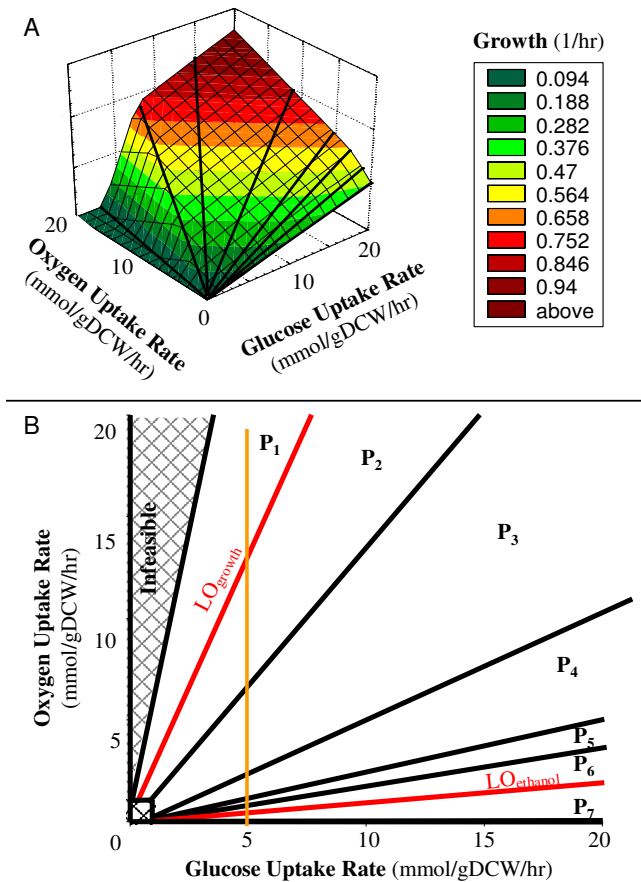 A
Growth (1/hr)
0.094
0.188
0.282
0.376
0.47
0.564
0.658
0.752
0.846
0.94
above
20
10
0
10
20
Oxygen Uptake Rate
(mmol/gDCW/hr)
Glucose Uptake Rate
(mmol/gDCW/hr)
B
20
15
10
5
0
5
10
15
20
Oxygen Uptake Rate
(mmol/gDCW/hr)
Infeasible
P1
LOgrowth
P2
P3
P4
P5
P6
LOethanol
P7
Glucose Uptake Rate (mmol/gDCW/hr)